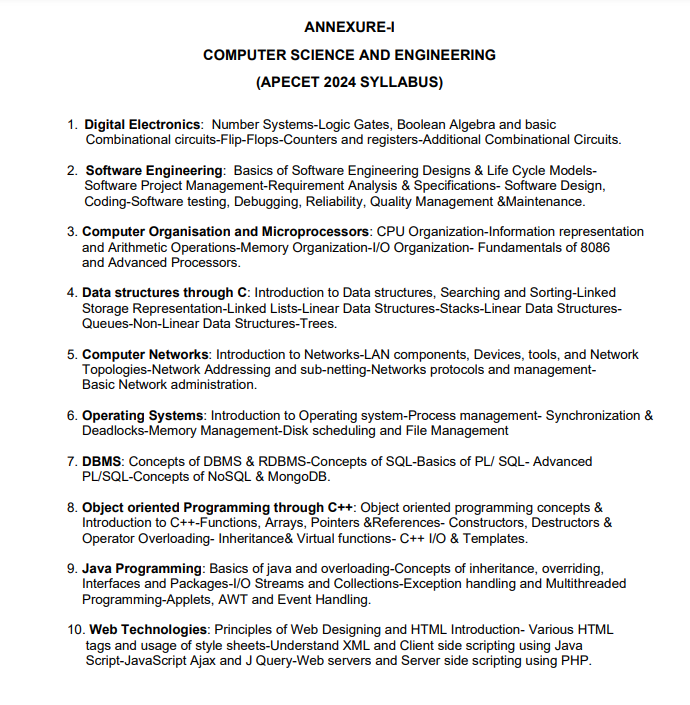 ANNEXURE-I
COMPUTER SCIENCE AND ENGINEERING
(APECET 2024 SYLLABUS)
1. Digital Electronics: Number Systems-Logic Gates, Boolean Algebra and basic
Combinational circuits-Flip-Flops-Counters and registers-Additional Combinational Circuits.
2. Software Engineering: Basics of Software Engineering Designs & Life Cycle Models-
Software Project Management-Requirement Analysis & Specifications- Software Design,
Coding-Software testing, Debugging, Reliability, Quality Management &Maintenance.
3. Computer Organisation and Microprocessors: CPU Organization-Information representation
and Arithmetic Operations-Memory Organization-I/O Organization- Fundamentals of 8086
and Advanced Processors.
4. Data structures through C: Introduction to Data structures, Searching and Sorting-Linked
Storage Representation-Linked Lists-Linear Data Structures-Stacks-Linear Data Structures-
Queues-Non-Linear Data Structures-Trees.
5. Computer Networks: Introduction to Networks-LAN components, Devices, tools, and Network
Topologies-Network Addressing and sub-netting-Networks protocols and management-
Basic Network administration.
6. Operating Systems: Introduction to Operating system-Process management- Synchronization &
Deadlocks-Memory Management-Disk scheduling and File Management
7. DBMS: Concepts of DBMS & RDBMS-Concepts of SQL-Basics of PL/ SQL- Advanced
PL/SQL-Concepts of NoSQL & MongoDB.
8. Object oriented Programming through C++: Object oriented programming concepts &
Introduction to C++-Functions, Arrays, Pointers &References- Constructors, Destructors &
Operator Overloading- Inheritance& Virtual functions- C++ I/O & Templates.
9. Java Programming: Basics of java and overloading-Concepts of inheritance, overriding,
Interfaces and Packages-I/O Streams and Collections-Exception handling and Multithreaded
Programming-Applets, AWT and Event Handling.
10. Web Technologies: Principles of Web Designing and HTML Introduction- Various HTML
tags and usage of style sheets-Understand XML and Client side scripting using Java
Script-JavaScript Ajax and J Query-Web servers and Server side scripting using PHP.